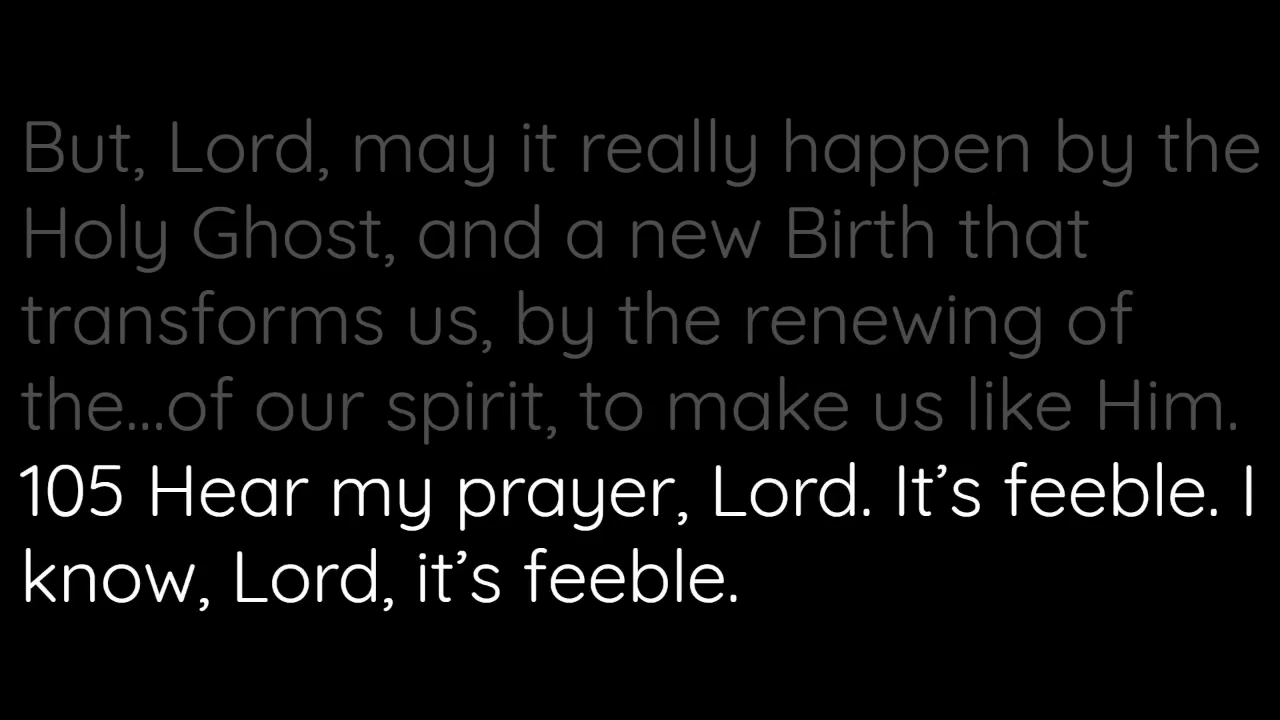 But, Lord, may it really happen by the
Holy Ghost, and a new Birth that
transforms us, by the renewing of
the...of our spirit, to make us like Him.
105 Hear my prayer, Lord. It’s feeble. I
know, Lord, it’s feeble.